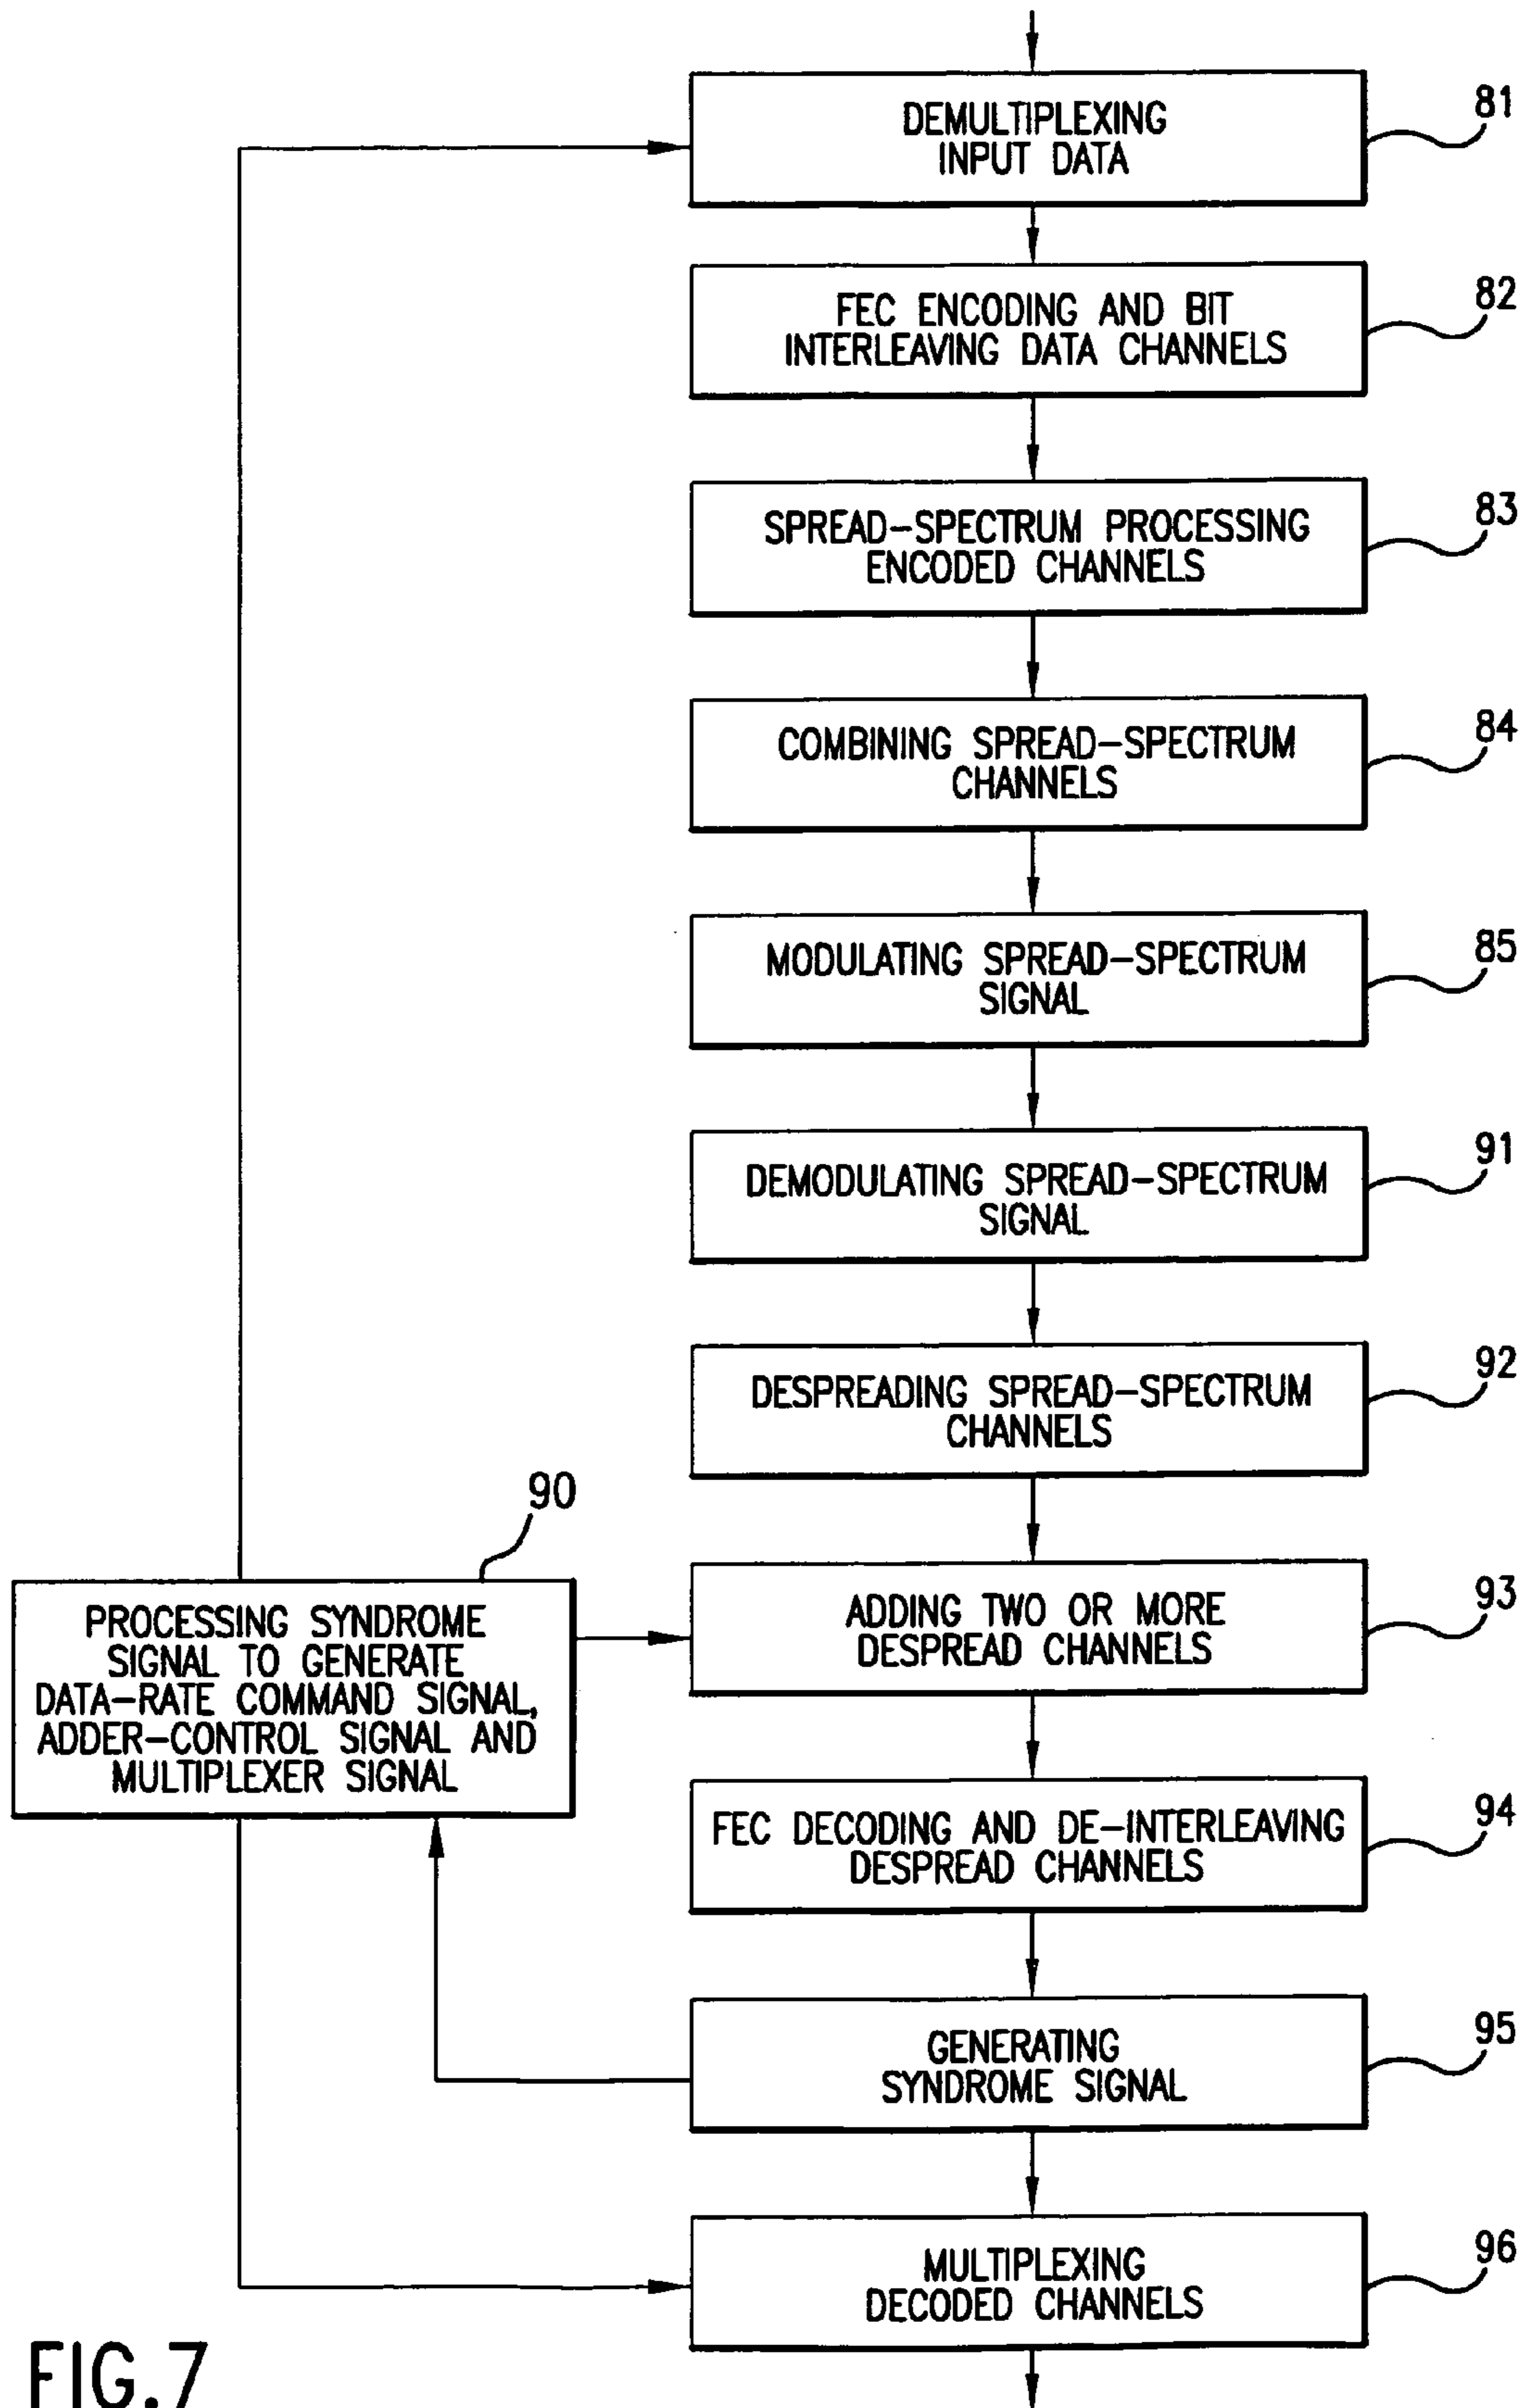 DEMULTIPLEXING
INPUT DATA
81
FEC ENCODING AND BIT
INTERLEAVING DATA CHANNELS
82
SPREAD-SPECTRUM PROCESSING
ENCODED CHANNELS
83
COMBINING SPREAD-SPECTRUM
CHANNELS
84
MODULATING SPREAD-SPECTRUM
SIGNAL
85
DEMODULATING SPREAD-SPECTRUM
SIGNAL
91
DESPREADING SPREAD-SPECTRUM
CHANNELS
92
90
PROCESSING SYNDROME
SIGNAL TO GENERATE
DATA-RATE COMMAND SIGNAL,
ADDER-CONTROL SIGNAL AND
MULTIPLEXER SIGNAL
ADDING TWO OR MORE
DESPREAD CHANNELS
93
FEC DECODING AND DE-INTERLEAVING
DESPREAD CHANNELS
94
GENERATING
SYNDROME SIGNAL
95
MULTIPLEXING
DECODED CHANNELS
96
FIG.7